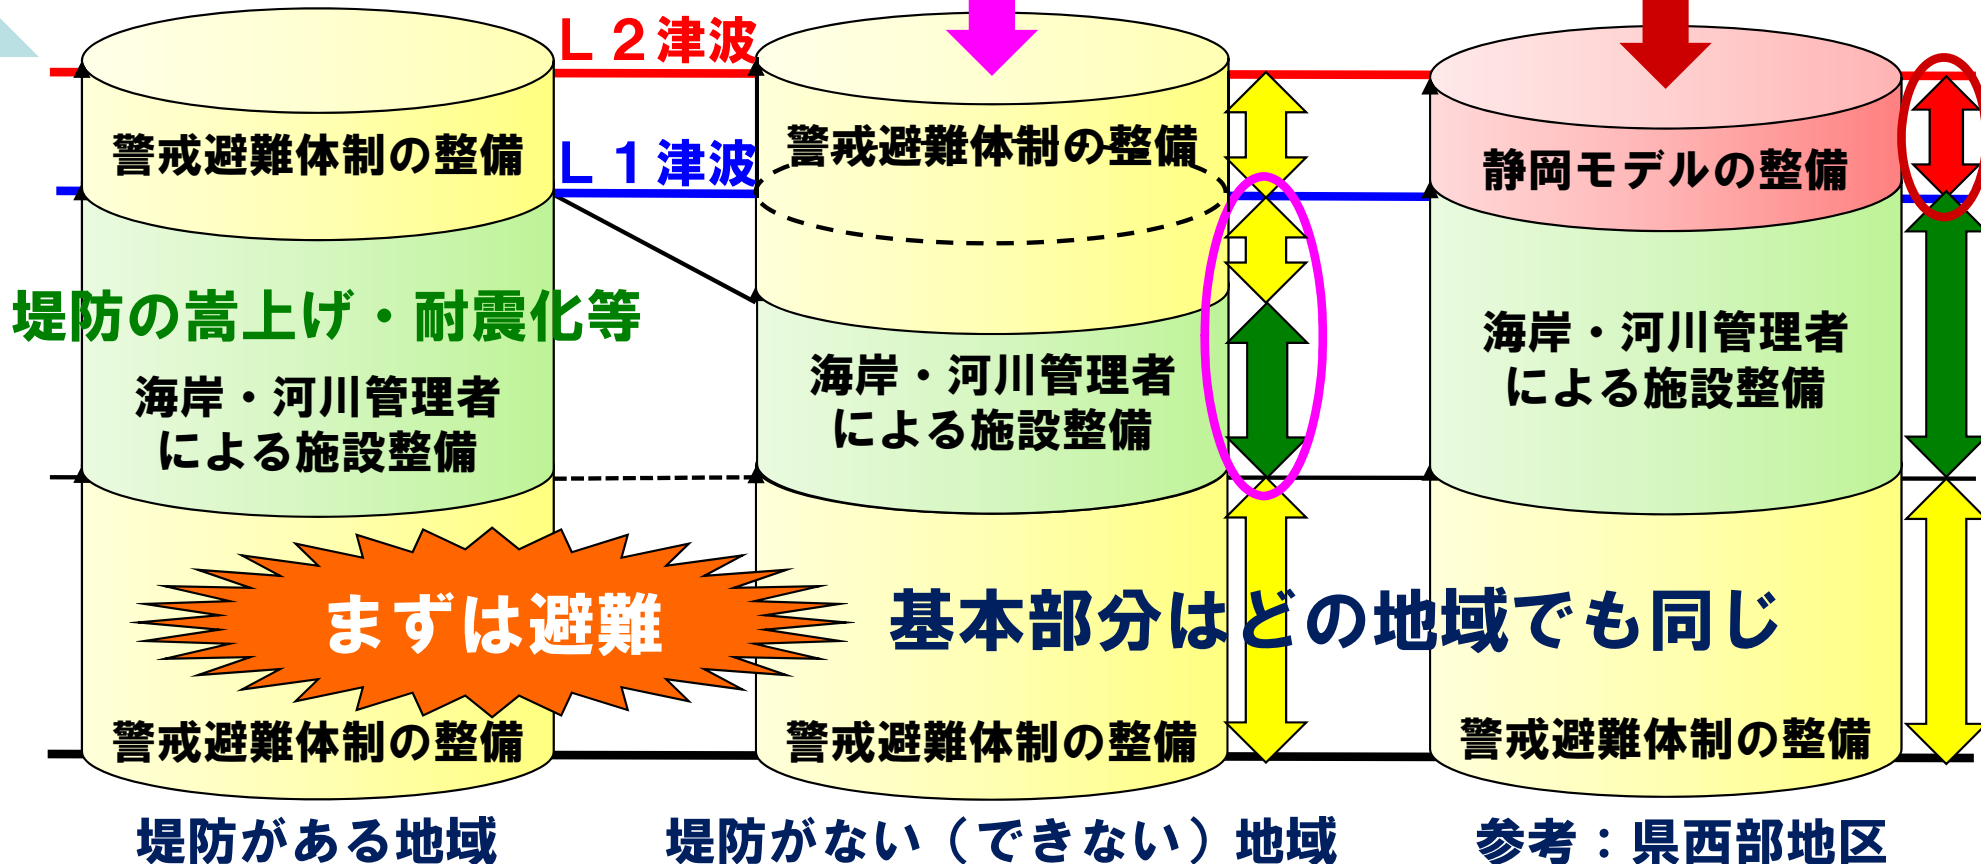 Ｌ２津波
Ｌ１津波
警戒避難体制の整備
堤防の嵩上げ・耐震化等
海岸・河川管理者
による施設整備
警戒避難体制の整備
警戒避難体制の整備
海岸・河川管理者
による施設整備
警戒避難体制の整備
静岡モデルの整備
海岸・河川管理者
による施設整備
警戒避難体制の整備
まずは避難
基本部分はどの地域でも同じ
堤防がある地域
堤防がない（できない）地域
参考：県西部地区